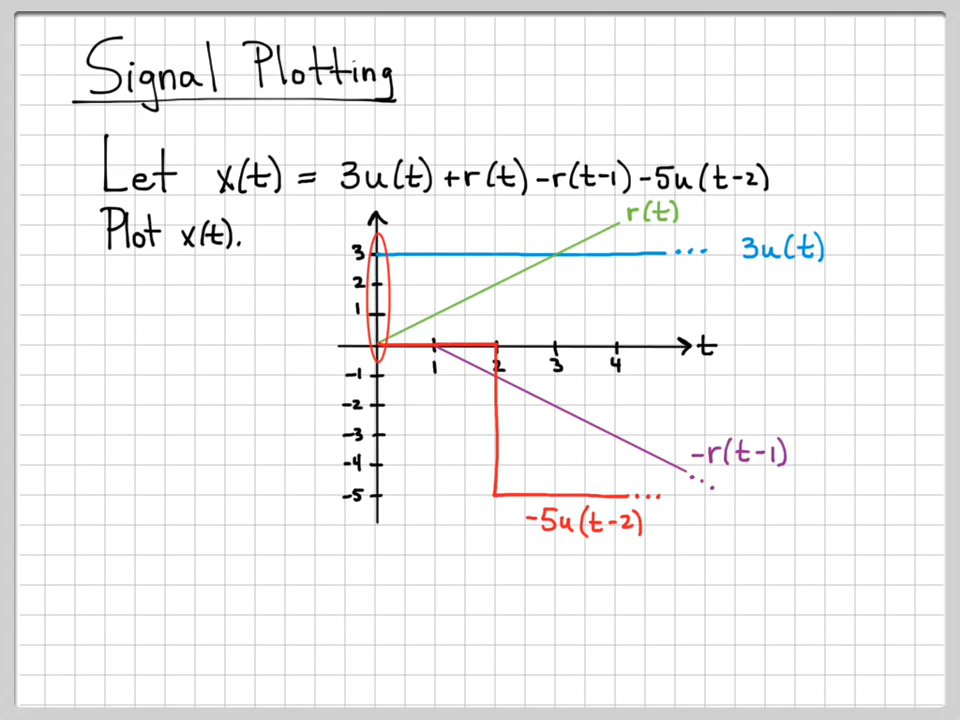 Signal Plotting
Let x(t) = 3u(t) + r(t) - r(t-1) - 5u(t-2)
Plot x(t).
r(t)
3u(t)
3
2
1
t
1 2 3 4
-1
-2
-3
-4
-5
-r(t-1)
-5u(t-2)